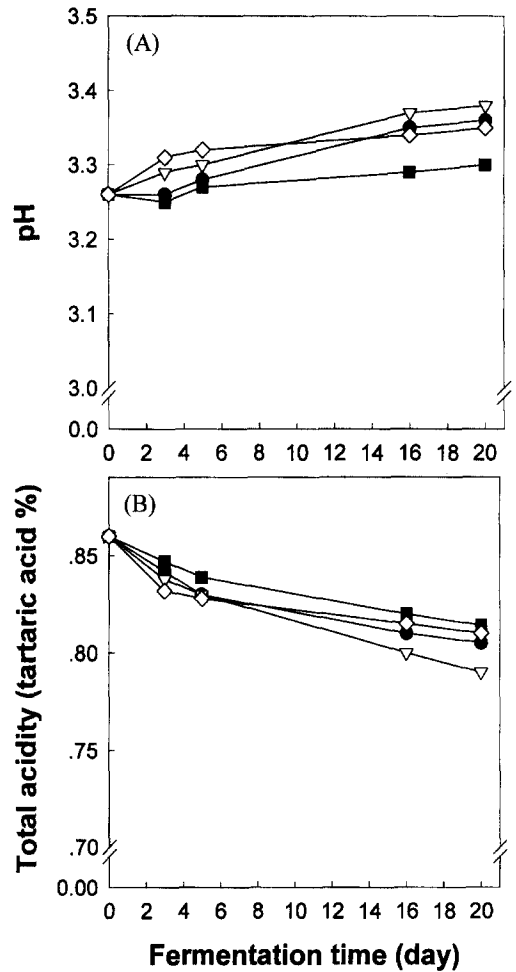 (A)
3.5
3.4
3.3
3.2
3.1
3.0
0.0
pH
0 2 4 6 8 10 12 14 16 18 20
(B)
.85
.80
.75
.70
0.00
Total acidity (tartaric acid %)
0 2 4 6 8 10 12 14 16 18 20
Fermentation time (day)